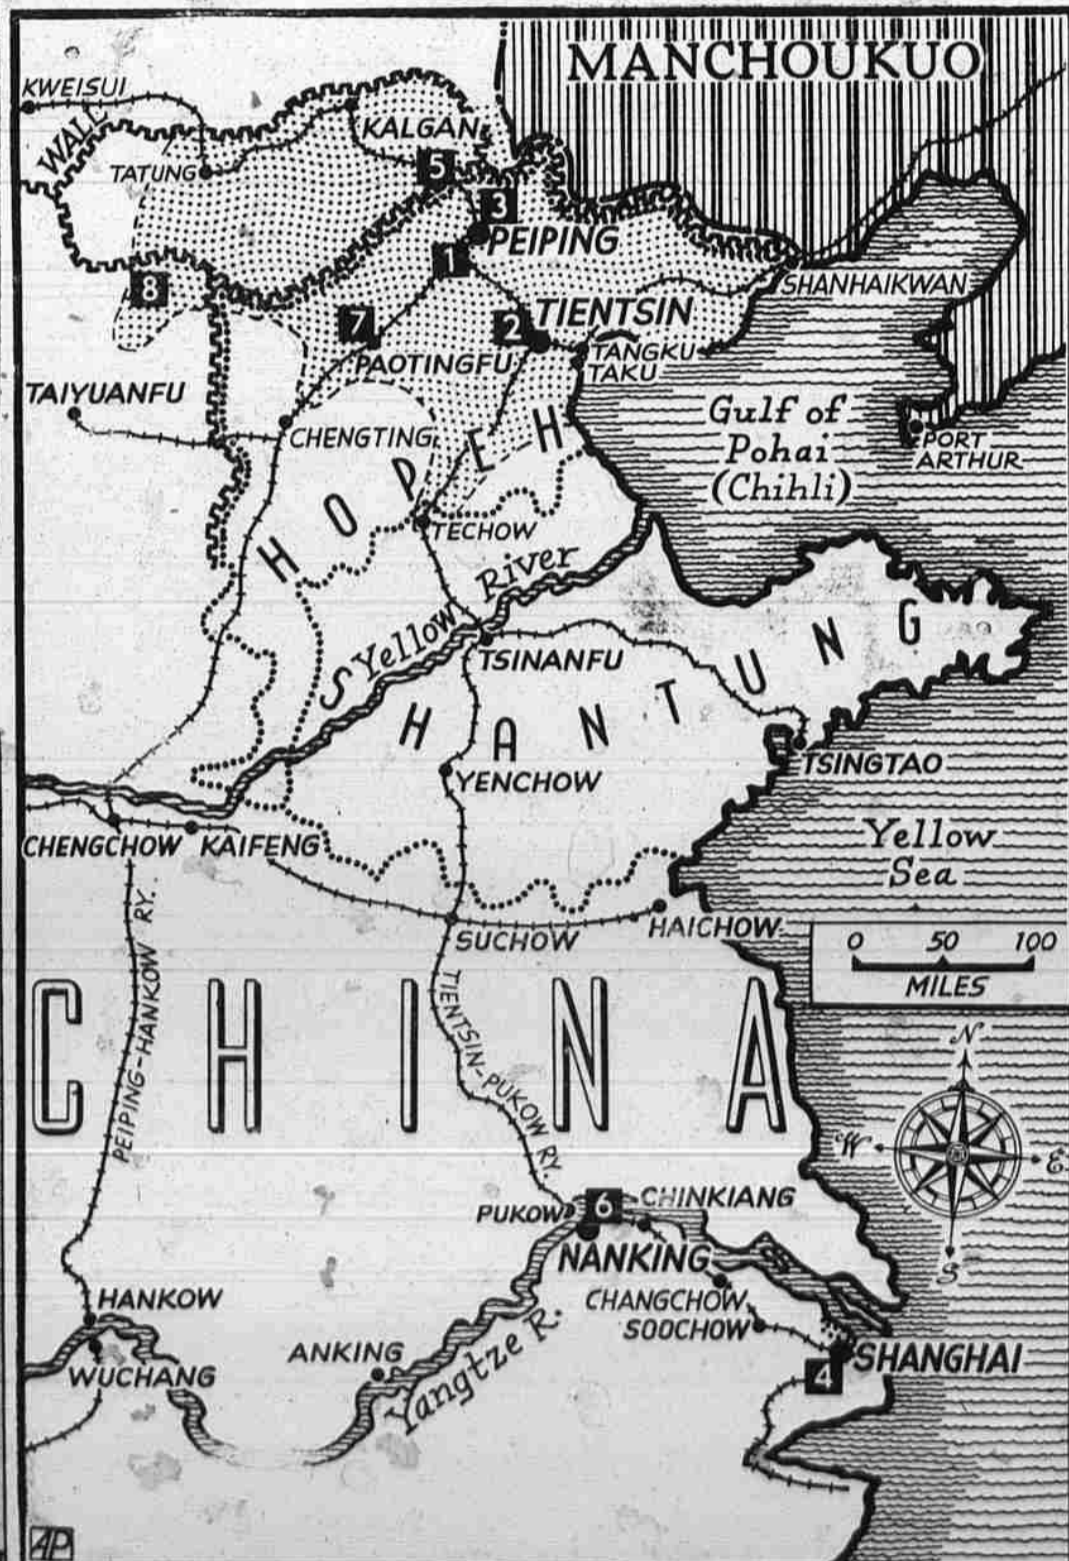 MANCHOUKUO
KWEISUI
WALL
KALGAN
TATUNG
5
3
PEIPING
1
SHANHAIKWAN
8
7
2
TIENTSIN
PAOTINGFU
TANGKU
TAKU
TAIYUANFU
Gulf of
Pohai
(Chihli)
CHENGTING
PORT
ARTHUR
HOPEH
TECHOW
Yellow River
TSINANFU
SHANTUNG
YENCHOW
TSINGTAO
CHENGCHOW
KAIFENG
Yellow
Sea
SUCHOW
HAICHOW
0 50 100
MILES
CHINA
PEIPING-HANKOW RY.
TIENTSIN-PUKOW RY.
N
W
E
S
PUKOW
6
CHINKIANG
NANKING
CHANGCHOW
SOOCHOW
HANKOW
ANKING
WUCHANG
Yangtze R.
SHANGHAI
4
AP